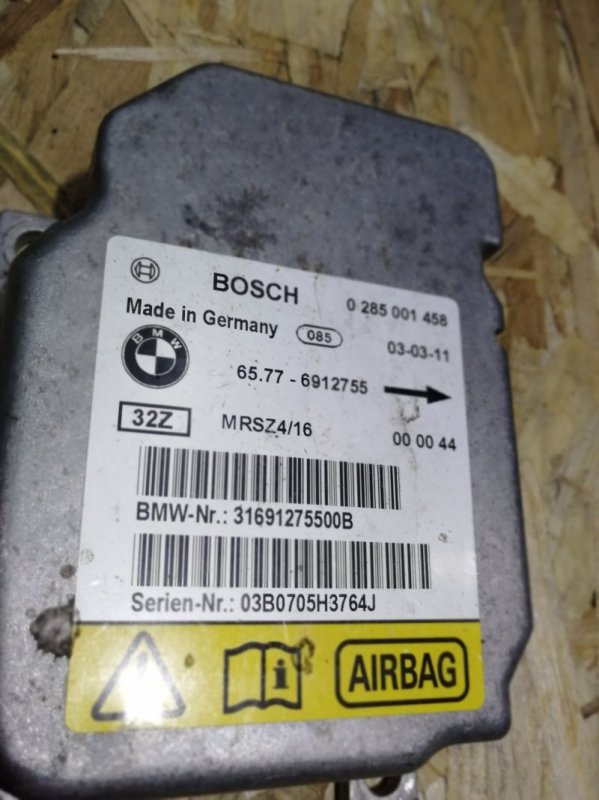 BOSCH 0 285 001 458
Made in Germany 085 03-03-11
BMW
65.77 - 6912755
32Z MRSZ4/16 00 00 44
BMW-Nr.: 31691275500B
Serien-Nr.: 03B0705H3764J
AIRBAG